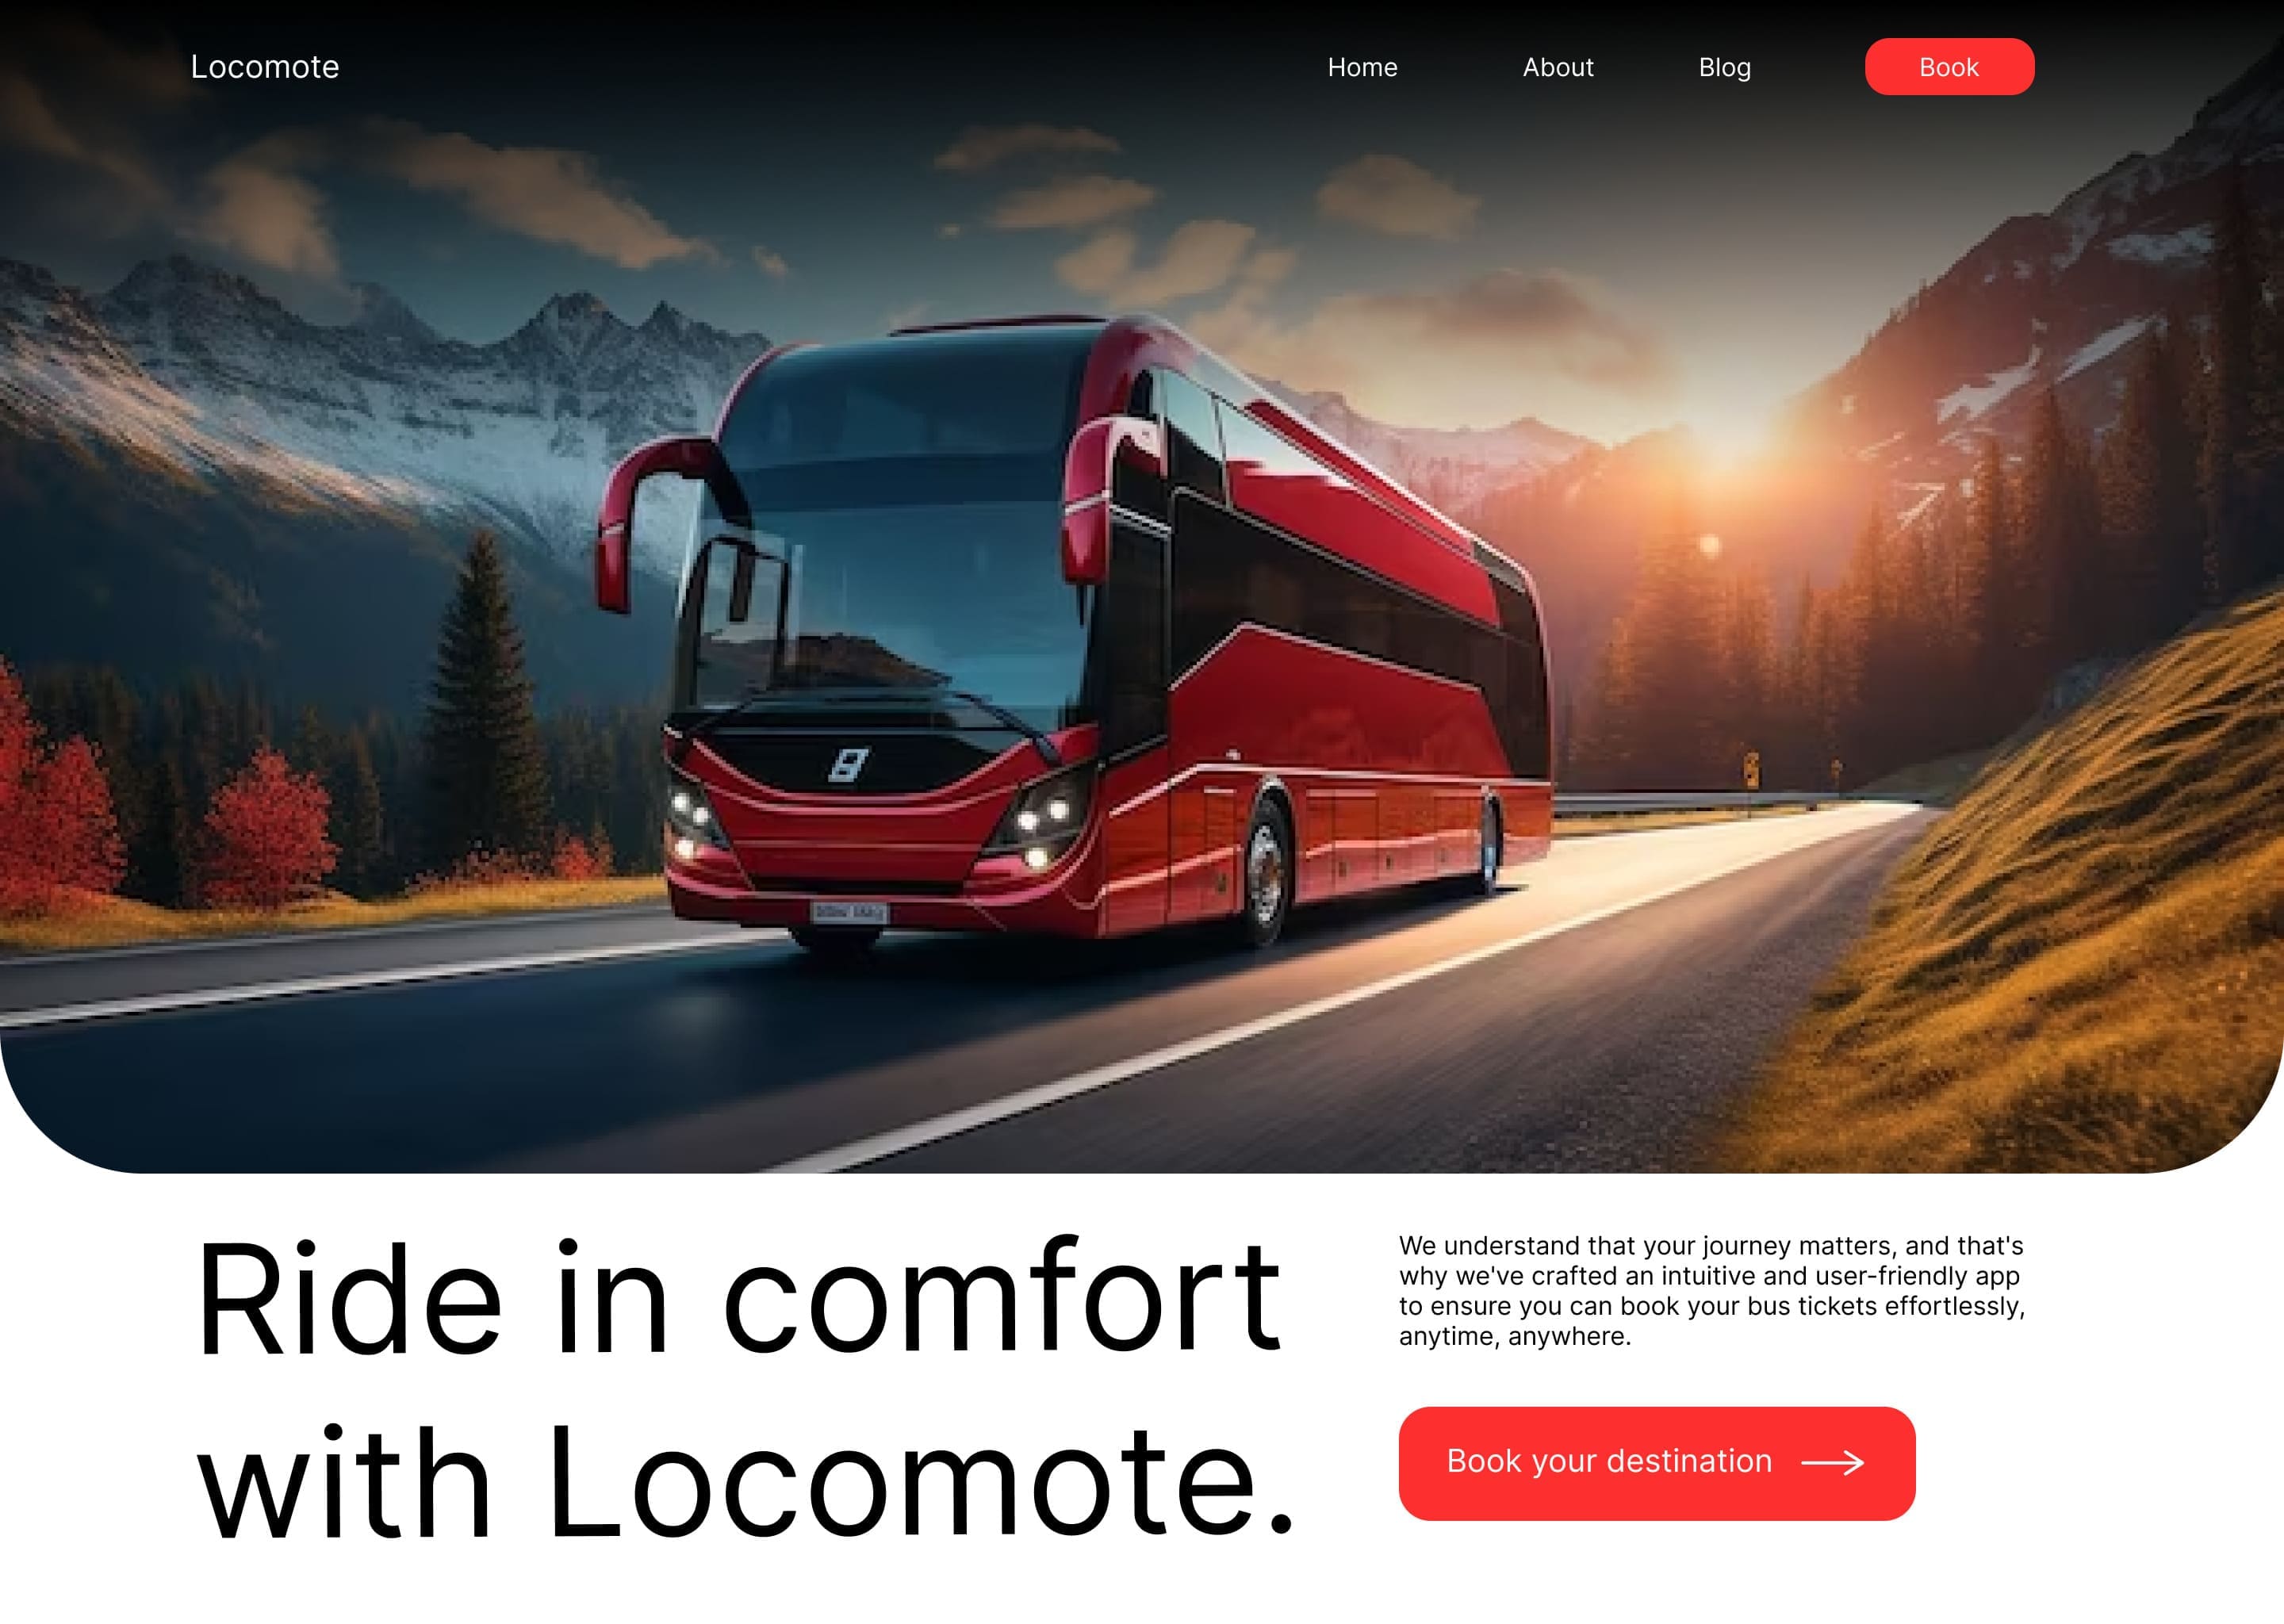 Locomote
Home
About
Blog
Book
Ride in comfort
with Locomote.
We understand that your journey matters, and that's
why we've crafted an intuitive and user-friendly app
to ensure you can book your bus tickets effortlessly,
anytime, anywhere.
Book your destination